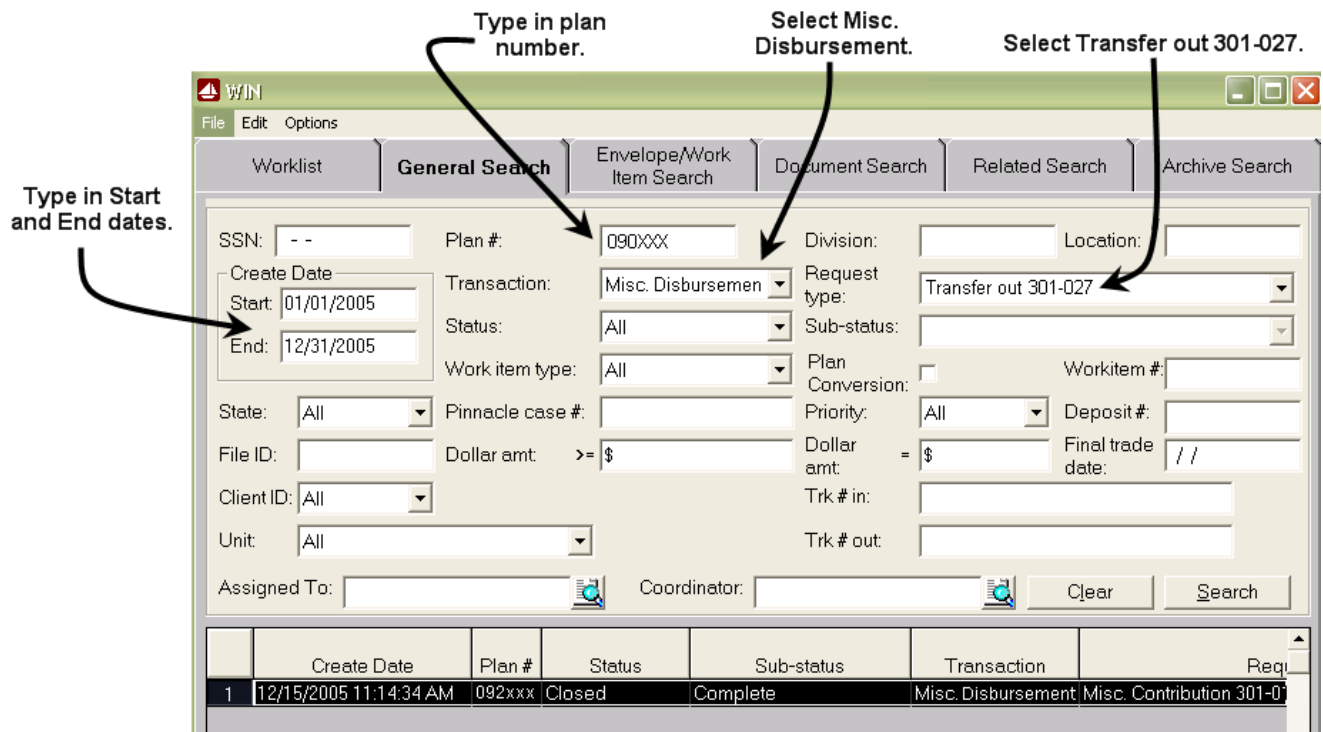 Type in plan
number.
Select Misc.
Disbursement.
Select Transfer out 301-027.
Type in Start
and End dates.
WIN
File Edit Options
Worklist
General Search
Envelope/Work
Item Search
Document Search
Related Search
Archive Search
SSN: - -
Plan #: 090XXX
Division:
Location:
Create Date
Start: 01/01/2005
End: 12/31/2005
Transaction: Misc. Disbursemen
Request
type: Transfer out 301-027
Status: All
Sub-status:
Work item type: All
Plan
Conversion:
Workitem #:
State: All
Pinnacle case #:
Priority: All
Deposit #:
File ID:
Dollar amt: >= $
Dollar
amt: = $
Final trade
date: / /
Client ID: All
Trk # in:
Unit: All
Trk # out:
Assigned To:
Coordinator:
Clear
Search
Create Date Plan # Status Sub-status Transaction
1 12/15/2005 11:14:34 AM 092xxx Closed Complete Misc. Disbursement Misc. Contribution